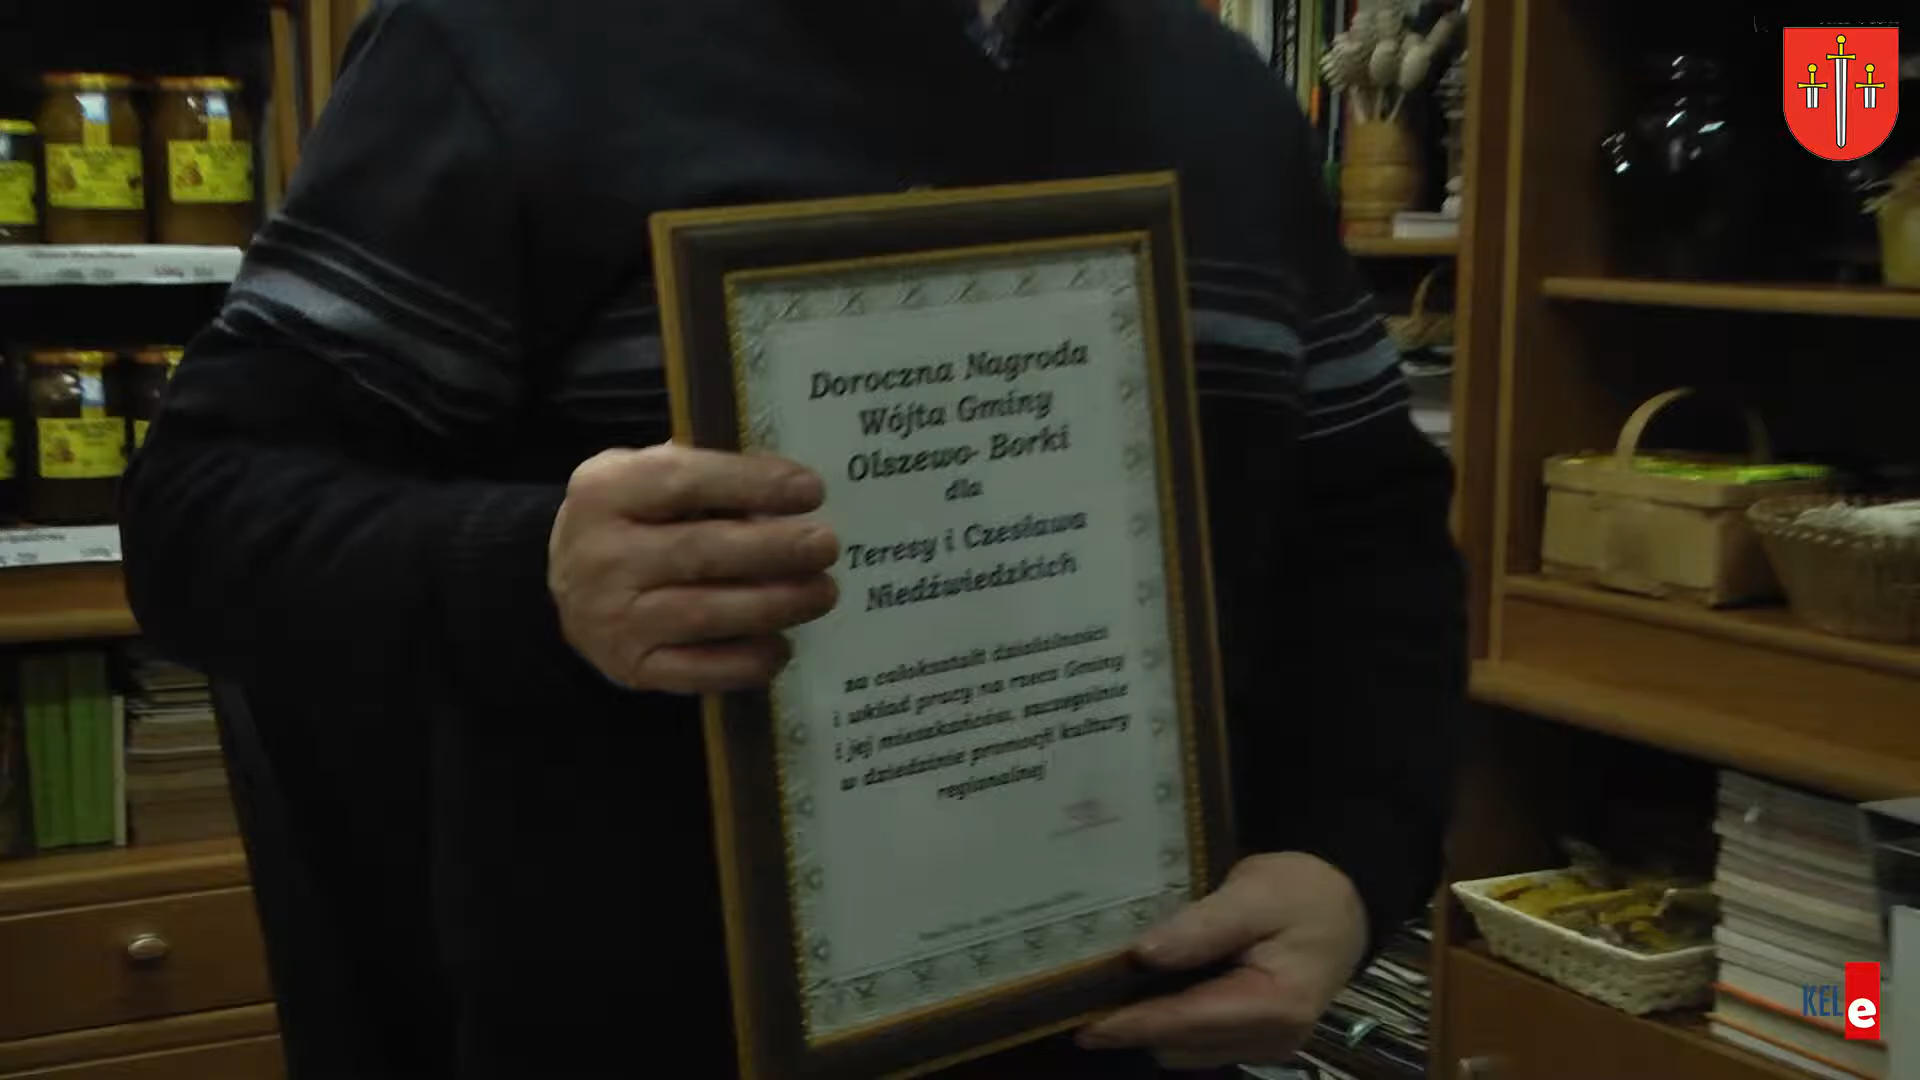 Doroczna Nagroda
Wójta Gminy
Olszewo- Borki
dla
Teresy i Czesława
Niedźwiedzkich
za całokształt działalności
i wkład pracy na rzecz Gminy
i jej mieszkańców, szczególnie
w dziedzinie promocji kultury
regionalnej
KEL e